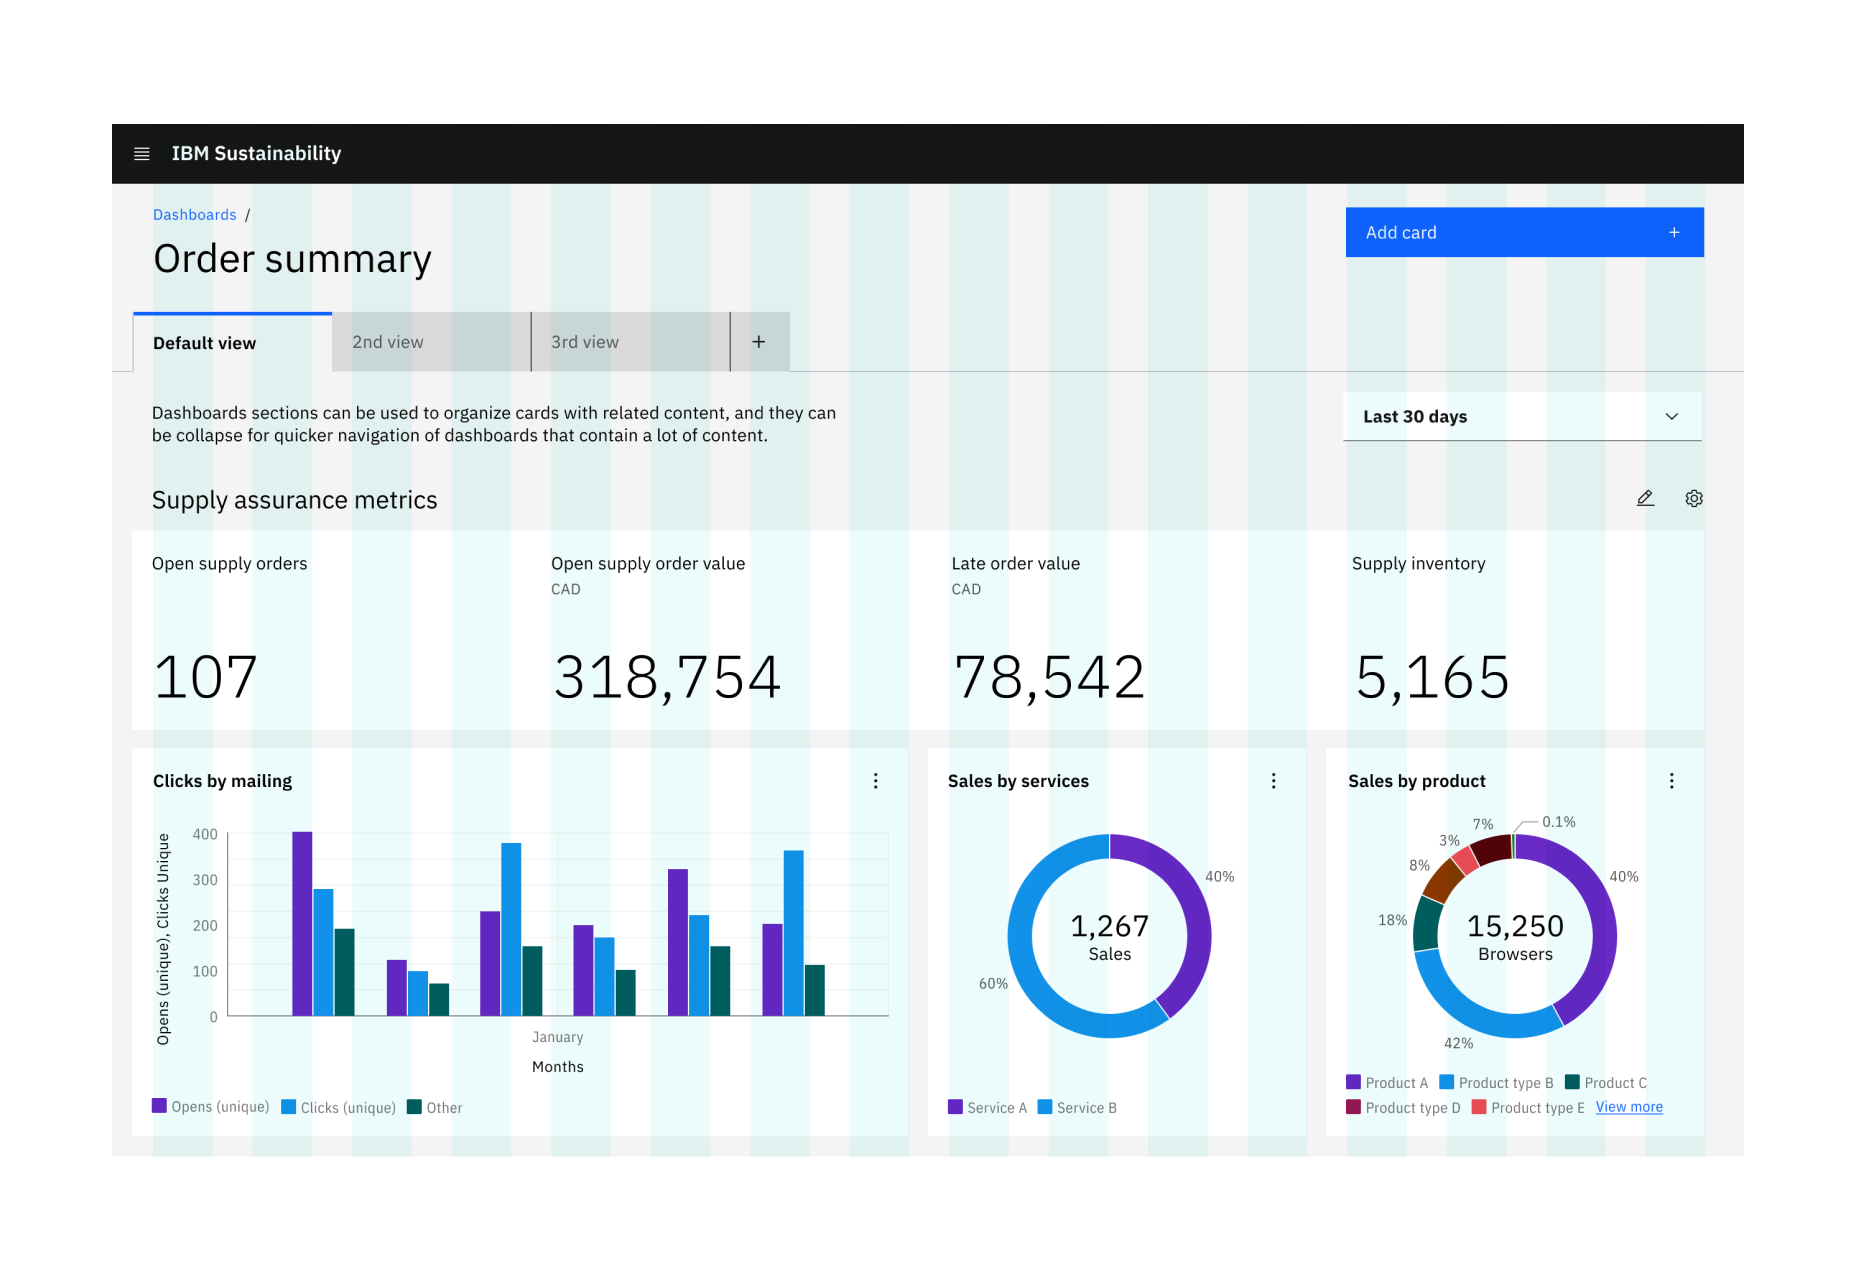 IBM Sustainability
Dashboards /
Order summary
Add card
Default view
2nd view
3rd view
Dashboards sections can be used to organize cards with related content, and they can
be collapse for quicker navigation of dashboards that contain a lot of content.
Last 30 days
Supply assurance metrics
Open supply orders
107
Open supply order value
CAD
318,754
Late order value
CAD
78,542
Supply inventory
5,165
Clicks by mailing
Opens (unique), Clicks Unique
400
300
200
100
0
January
Months
Opens (unique) Clicks (unique) Other
Sales by services
40%
60%
1,267
Sales
Service A Service B
Sales by product
0.1%
7%
3%
8%
18%
42%
40%
15,250
Browsers
Product A Product type B Product C
Product type D Product type E View more